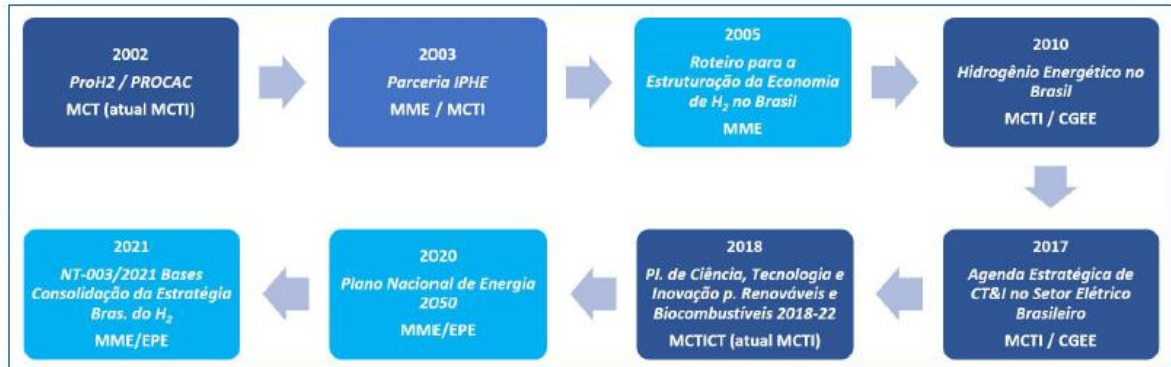 2002
ProH2 / PROCAC
MCT (atual MCTI)
2003
Parceria IPHE
MME / MCTI
2005
Roteiro para a
Estruturação da Economia
de H₂ no Brasil
MME
2010
Hidrogênio Energético no
Brasil
MCTI / CGEE
2017
Agenda Estratégica de
CT&I no Setor Elétrico
Brasileiro
MCTI / CGEE
2018
Pl. de Ciência, Tecnologia e
Inovação p. Renováveis e
Biocombustíveis 2018-22
MCTICT (atual MCTI)
2020
Plano Nacional de Energia
2050
MME/EPE
2021
NT-003/2021 Bases
Consolidação da Estratégia
Bras. do H₂
MME/EPE